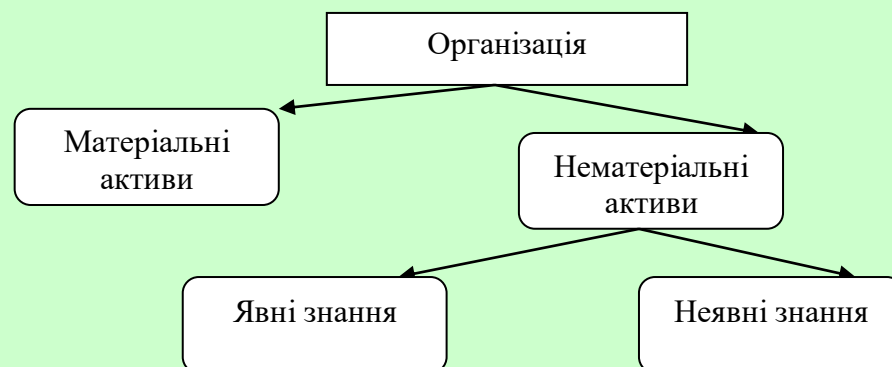 Організація
Матеріальні
активи
Нематеріальні
активи
Явні знання
Неявні знання